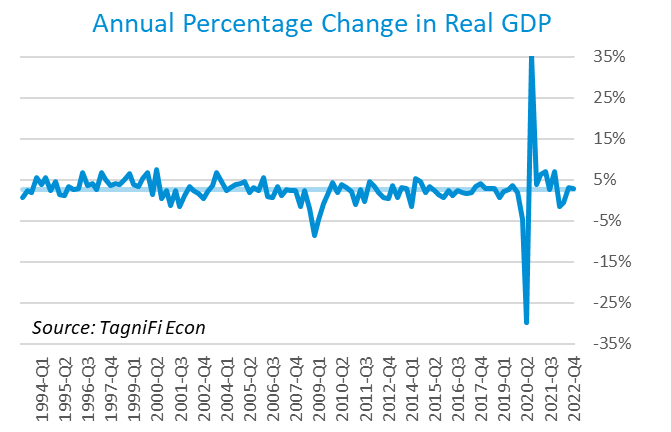 Annual Percentage Change in Real GDP
35%
25%
15%
5%
-5%
-15%
-25%
-35%
Source: TagniFi Econ
1994-Q1
1995-Q2
1996-Q3
1997-Q4
1999-Q1
2000-Q2
2001-Q3
2002-Q4
2004-Q1
2005-Q2
2006-Q3
2007-Q4
2009-Q1
2010-Q2
2011-Q3
2012-Q4
2014-Q1
2015-Q2
2016-Q3
2017-Q4
2019-Q1
2020-Q2
2021-Q3
2022-Q4